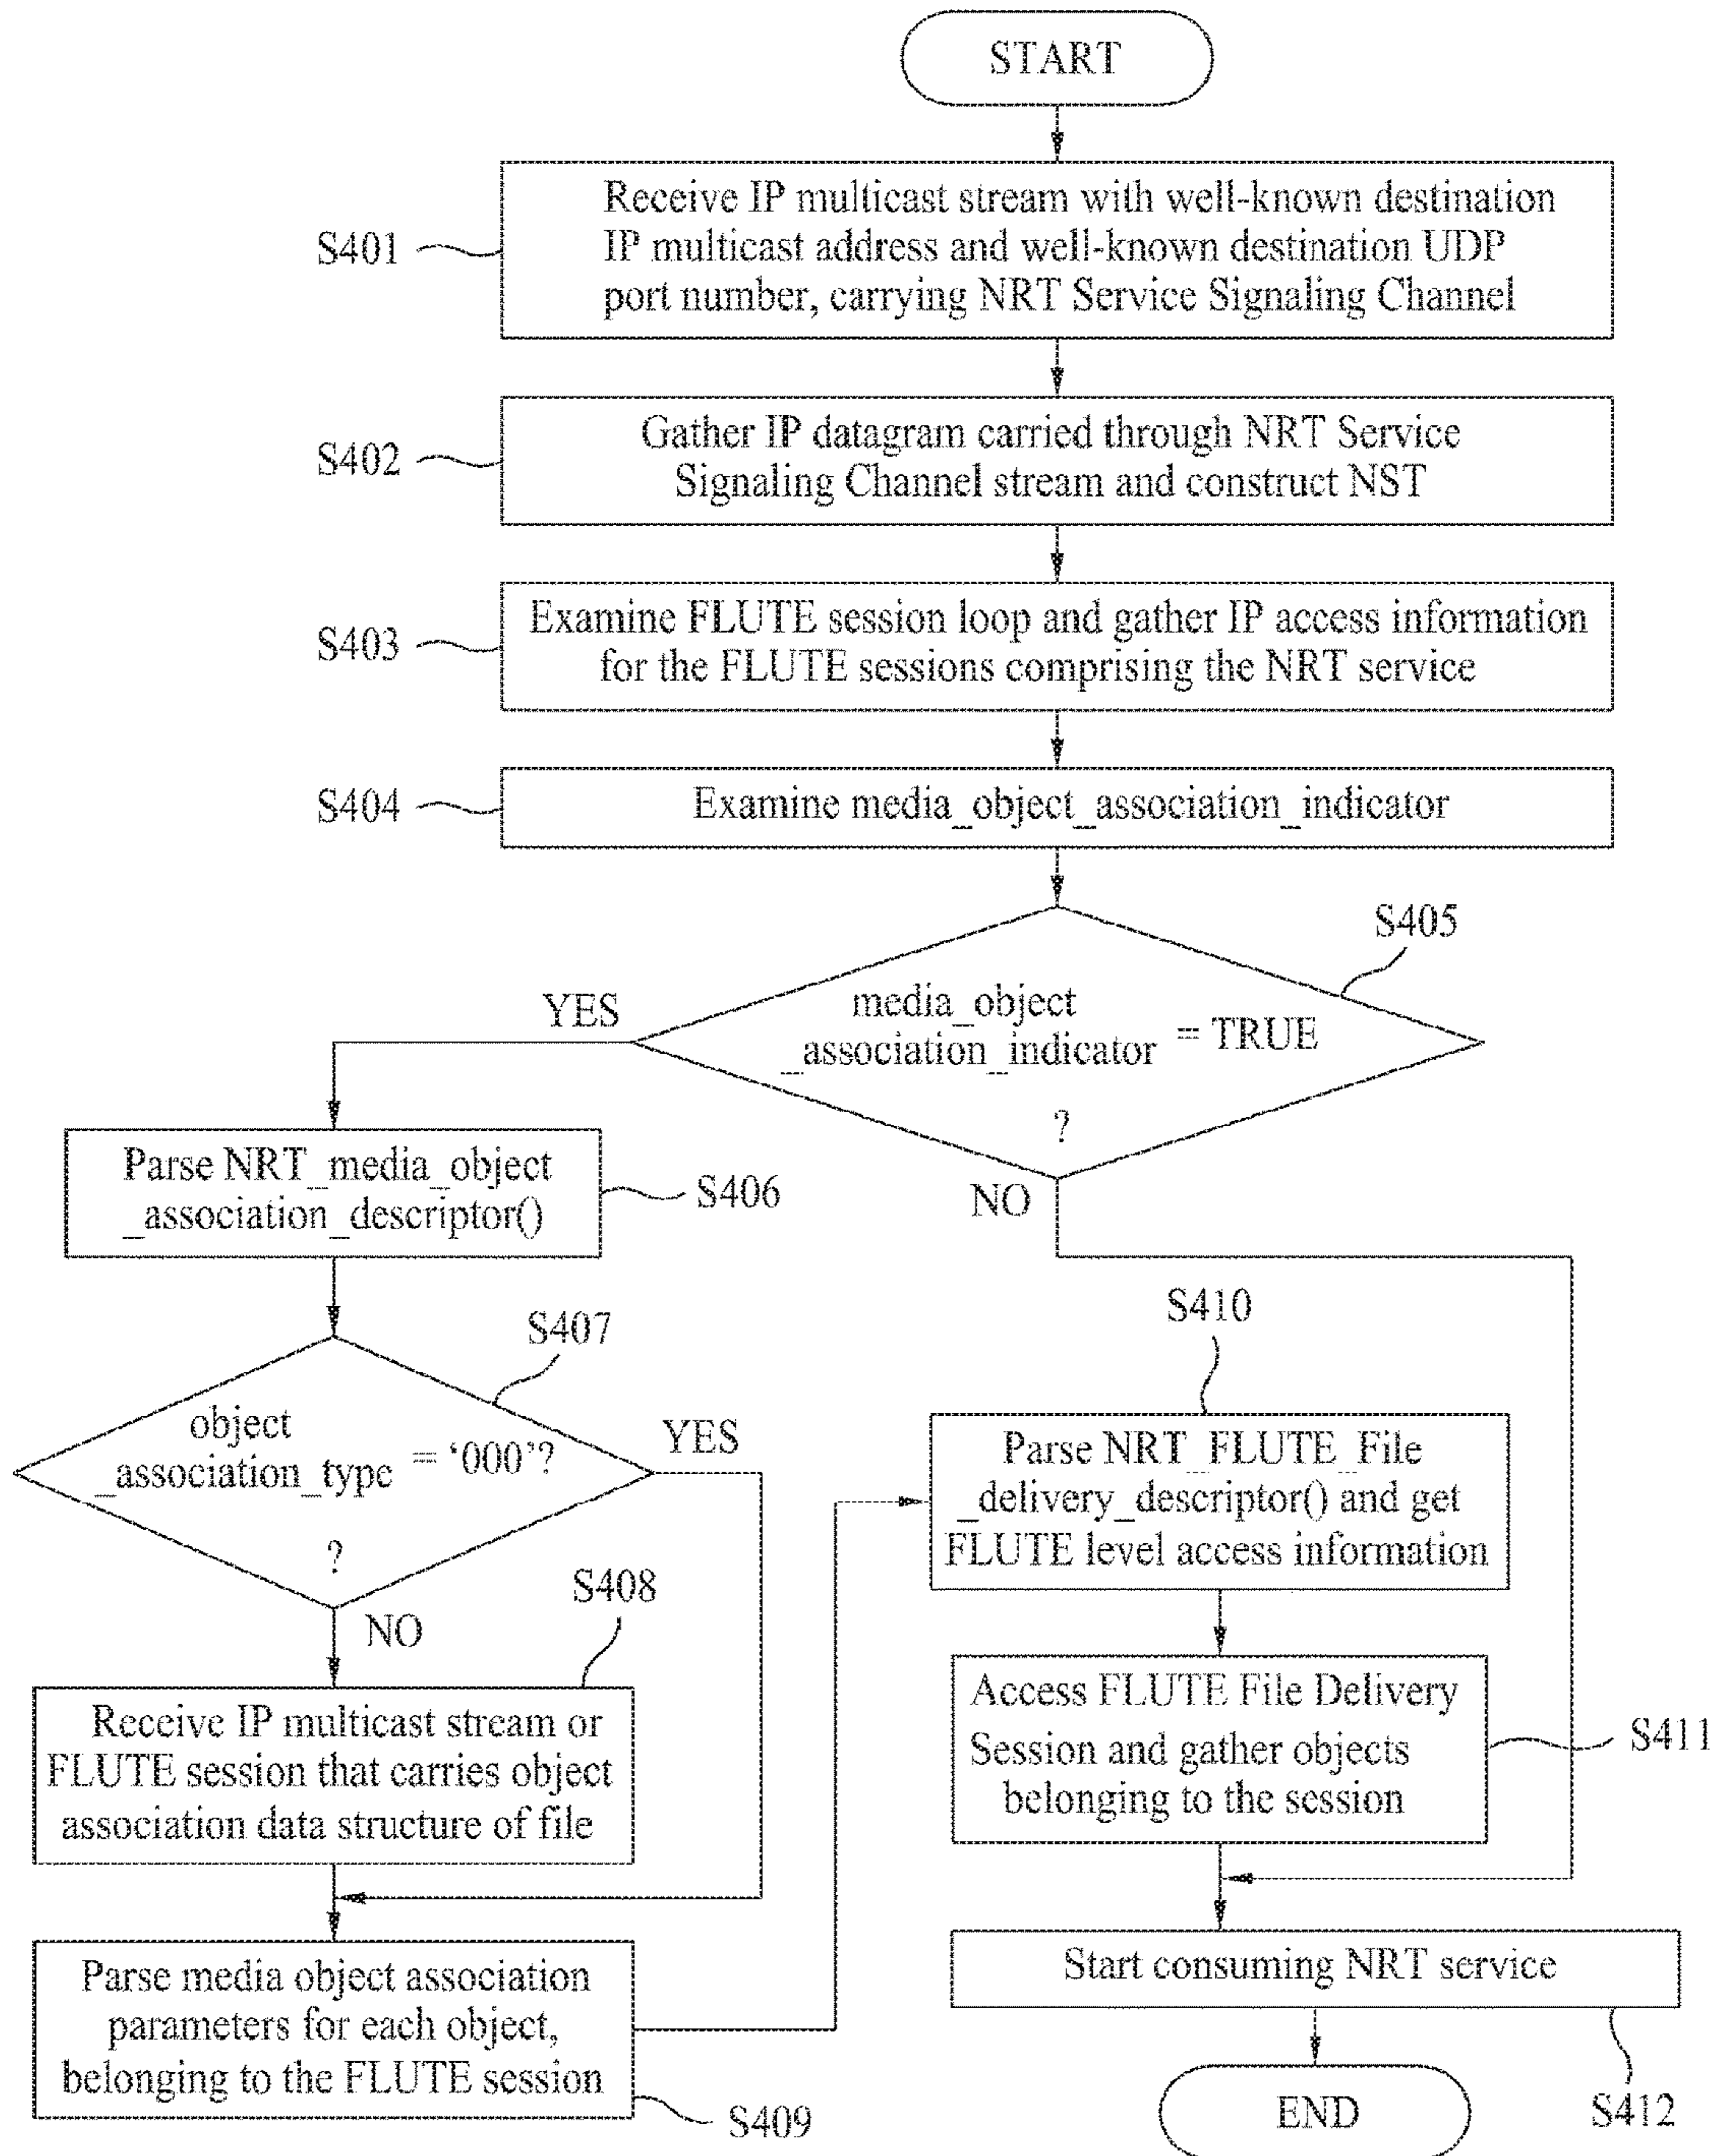 START
S401
Receive IP multicast stream with well-known destination
IP multicast address and well-known destination UDP
port number, carrying NRT Service Signaling Channel
S402
Gather IP datagram carried through NRT Service
Signaling Channel stream and construct NST
S403
Examine FLUTE session loop and gather IP access information
for the FLUTE sessions comprising the NRT service
S404
Examine media_object_association_indicator
S405
media_object
_association_indicator = TRUE
?
YES
NO
Parse NRT_media_object
_association_descriptor()
S406
S407
object
_association_type = ‘000’?
?
YES
NO
S408
Receive IP multicast stream or
FLUTE session that carries object
association data structure of file
Parse media object association
parameters for each object,
belonging to the FLUTE session
S409
S410
Parse NRT_FLUTE_File
_delivery_descriptor() and get
FLUTE level access information
Access FLUTE File Delivery
Session and gather objects
belonging to the session
S411
Start consuming NRT service
S412
END